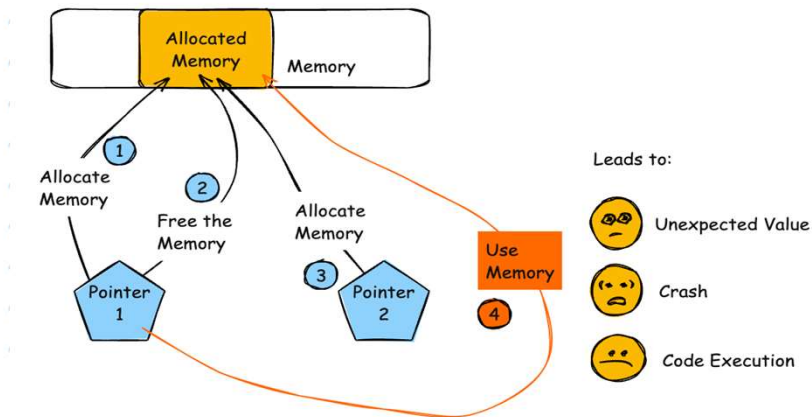 Allocated
Memory
Memory
1
Allocate
Memory
2
Free the
Memory
Allocate
Memory
3
Pointer
1
Pointer
2
Use
Memory
4
Leads to:
Unexpected Value
Crash
Code Execution